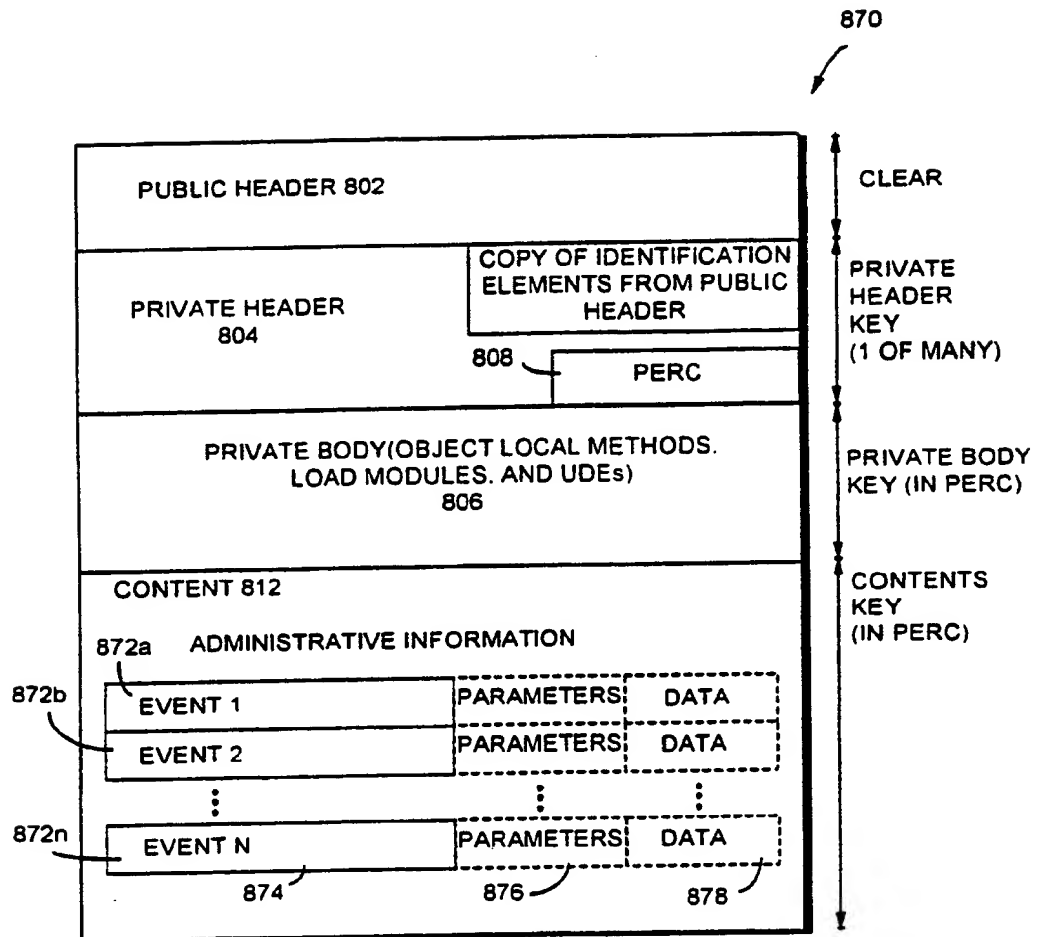 870
PUBLIC HEADER 802
CLEAR
PRIVATE HEADER
804
COPY OF IDENTIFICATION
ELEMENTS FROM PUBLIC
HEADER
808
PERC
PRIVATE
HEADER
KEY
(1 OF MANY)
PRIVATE BODY(OBJECT LOCAL METHODS.
LOAD MODULES. AND UDEs)
806
PRIVATE BODY
KEY (IN PERC)
CONTENT 812
CONTENTS
KEY
(IN PERC)
ADMINISTRATIVE INFORMATION
872a
EVENT 1 PARAMETERS DATA
872b
EVENT 2 PARAMETERS DATA
872n
EVENT N PARAMETERS DATA
874 876 878